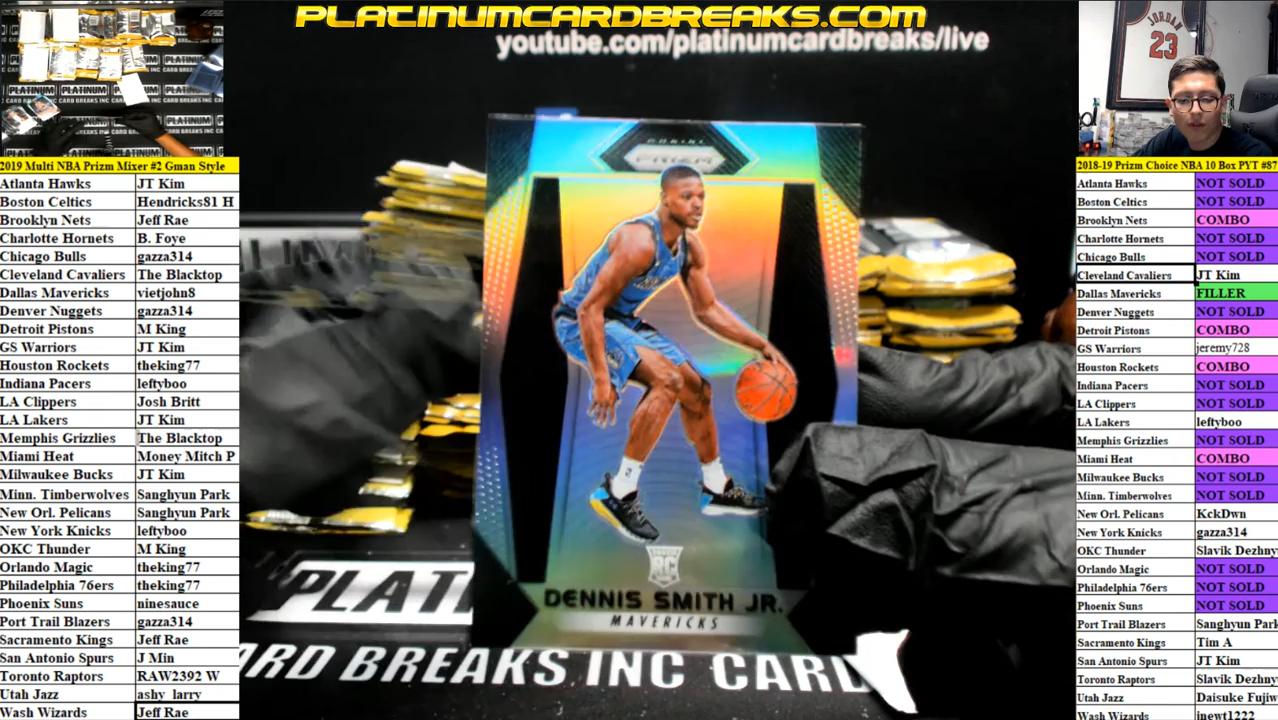 PLATINUMCARDBREAKS.COM
youtube.com/platinumcardbreaks/live
JORDAN
23
2019 Multi NBA Prizm Mixer #2 Gman Style
Atlanta Hawks JT Kim
Boston Celtics Hendricks81 H
Brooklyn Nets Jeff Rae
Charlotte Hornets B. Foye
Chicago Bulls gazza314
Cleveland Cavaliers The Blacktop
Dallas Mavericks vietjohn8
Denver Nuggets gazza314
Detroit Pistons M King
GS Warriors JT Kim
Houston Rockets theking77
Indiana Pacers leftyboo
LA Clippers Josh Britt
LA Lakers JT Kim
Memphis Grizzlies The Blacktop
Miami Heat Money Mitch P
Milwaukee Bucks JT Kim
Minn. Timberwolves Sanghyun Park
New Orl. Pelicans Sanghyun Park
New York Knicks leftyboo
OKC Thunder M King
Orlando Magic theking77
Philadelphia 76ers theking77
Phoenix Suns ninesauce
Port Trail Blazers gazza314
Sacramento Kings Jeff Rae
San Antonio Spurs J Min
Toronto Raptors RAW2392 W
Utah Jazz ashy_larry
Wash Wizards Jeff Rae
PANINI
PRIZM
RC
DENNIS SMITH JR.
MAVERICKS
PLATI
ARD BREAKS INC CARD
2018-19 Prizm Choice NBA 10 Box PYT #87
Atlanta Hawks NOT SOLD
Boston Celtics NOT SOLD
Brooklyn Nets COMBO
Charlotte Hornets NOT SOLD
Chicago Bulls NOT SOLD
Cleveland Cavaliers JT Kim
Dallas Mavericks FILLER
Denver Nuggets NOT SOLD
Detroit Pistons COMBO
GS Warriors jeremy728
Houston Rockets COMBO
Indiana Pacers NOT SOLD
LA Clippers NOT SOLD
LA Lakers leftyboo
Memphis Grizzlies NOT SOLD
Miami Heat COMBO
Milwaukee Bucks NOT SOLD
Minn. Timberwolves NOT SOLD
New Orl. Pelicans KckDwn
New York Knicks gazza314
OKC Thunder Slavik Dezhny
Orlando Magic NOT SOLD
Philadelphia 76ers NOT SOLD
Phoenix Suns NOT SOLD
Port Trail Blazers Sanghyun Park
Sacramento Kings Tim A
San Antonio Spurs JT Kim
Toronto Raptors Slavik Dezhny
Utah Jazz Daisuke Fujiw
Wash Wizards jnewt1222